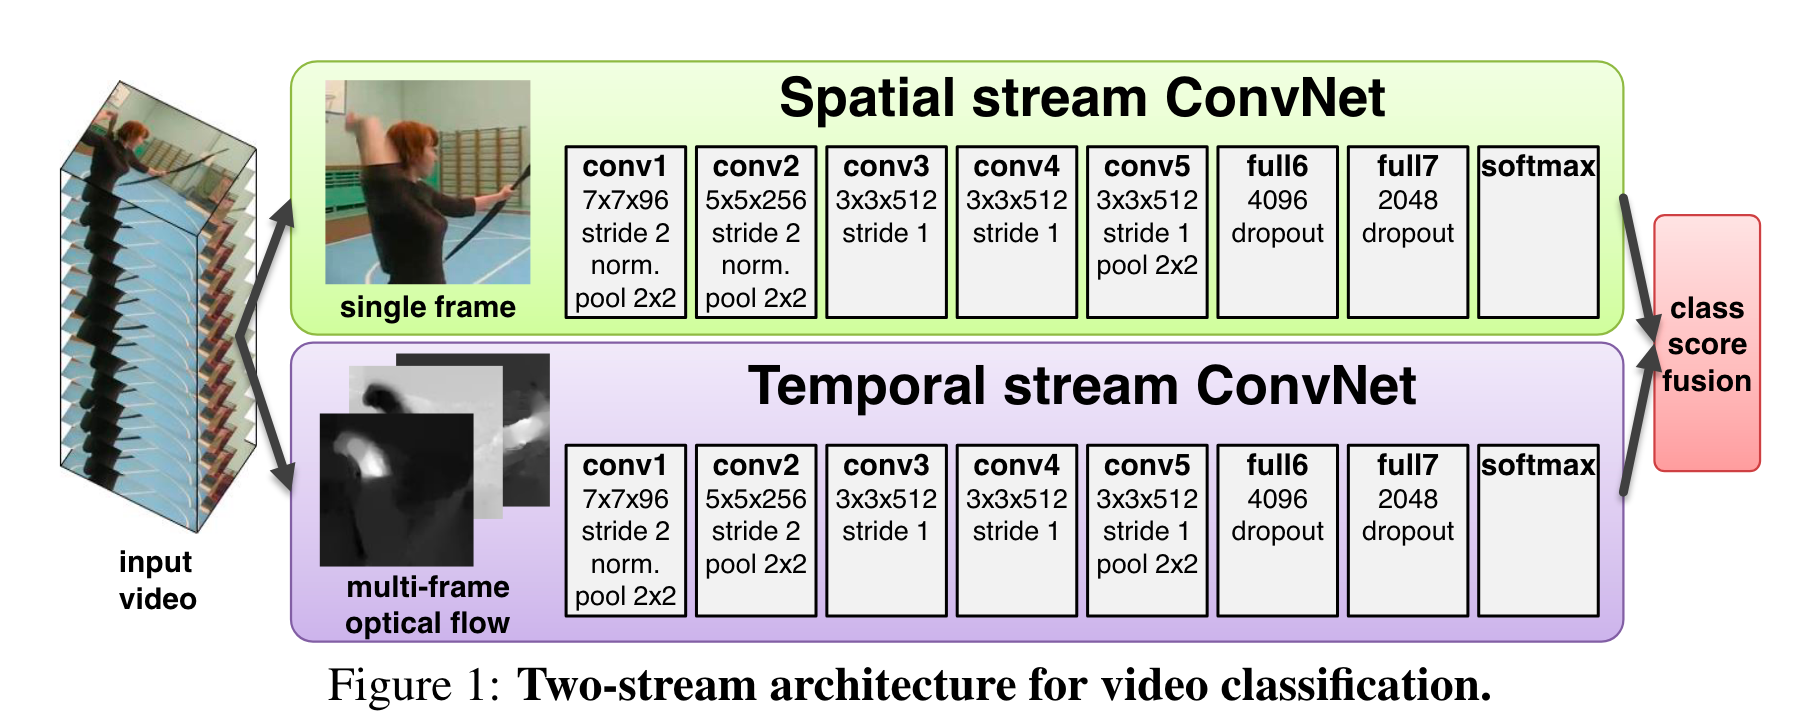 Spatial stream ConvNet
conv1
7x7x96
stride 2
norm.
pool 2x2
conv2
5x5x256
stride 2
norm.
pool 2x2
conv3
3x3x512
stride 1
conv4
3x3x512
stride 1
conv5
3x3x512
stride 1
pool 2x2
full6
4096
dropout
full7
2048
dropout
softmax
single frame
Temporal stream ConvNet
conv1
7x7x96
stride 2
norm.
pool 2x2
conv2
5x5x256
stride 2
pool 2x2
conv3
3x3x512
stride 1
conv4
3x3x512
stride 1
conv5
3x3x512
stride 1
pool 2x2
full6
4096
dropout
full7
2048
dropout
softmax
multi-frame
optical flow
input
video
class
score
fusion
Figure 1: Two-stream architecture for video classification.